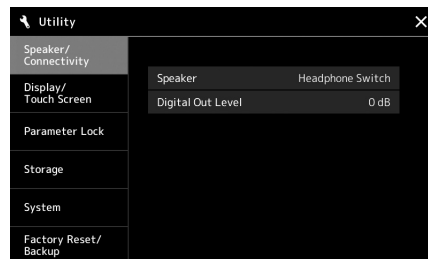 Utility
Speaker/
Connectivity
Display/
Touch Screen
Parameter Lock
Storage
System
Factory Reset/
Backup
Speaker Headphone Switch
Digital Out Level 0 dB